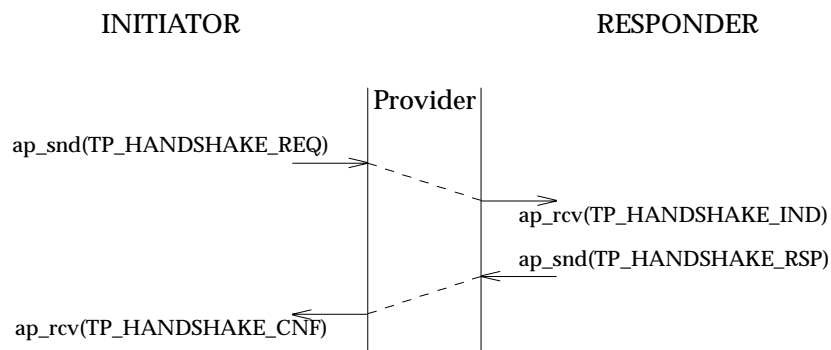 INITIATOR RESPONDER
Provider
ap_snd(TP_HANDSHAKE_REQ)
ap_rcv(TP_HANDSHAKE_IND)
ap_snd(TP_HANDSHAKE_RSP)
ap_rcv(TP_HANDSHAKE_CNF)